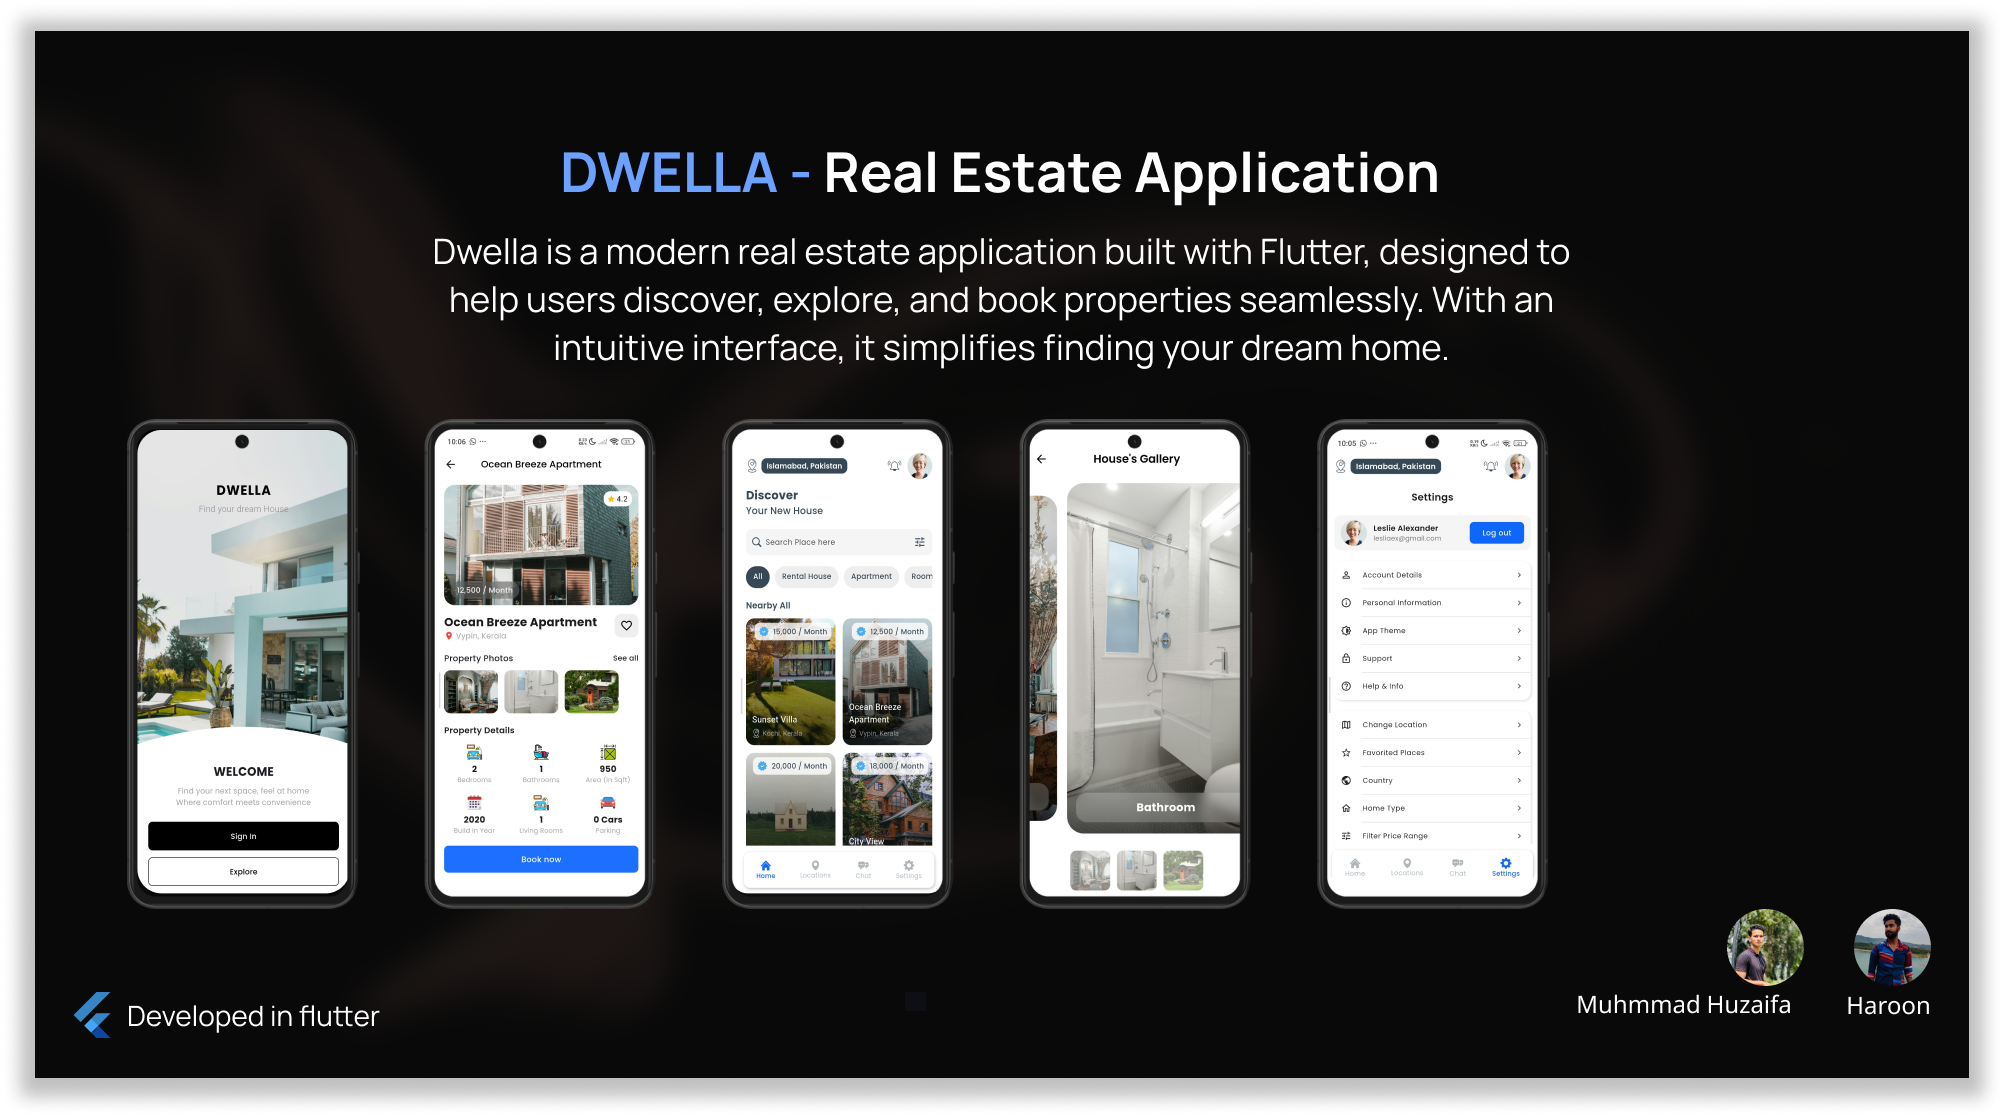 DWELLA - Real Estate Application
Dwella is a modern real estate application built with Flutter, designed to
help users discover, explore, and book properties seamlessly. With an
intuitive interface, it simplifies finding your dream home.
DWELLA
Find your dream House
WELCOME
Find your next space, feel at home
Where comfort meets convenience
Sign In
Explore
10:06
Ocean Breeze Apartment
4.2
12,500 / Month
Ocean Breeze Apartment
Vypin, Kerala
Property Photos See all
Property Details
2 1 950
Bedrooms Bathrooms Area (in Sqft)
2020 1 0 Cars
Build in Year Living Rooms Parking
Book now
Islamabad, Pakistan
Discover
Your New House
Search Place here
All Rental House Apartment Room
Nearby All
15,000 / Month 12,500 / Month
Sunset Villa
Kochi, Kerala
Ocean Breeze
Apartment
Vypin, Kerala
20,000 / Month 18,000 / Month
City View
Home Locations Chat Settings
House's Gallery
Bathroom
10:05
Islamabad, Pakistan
Settings
Leslie Alexander
lesliaex@gmail.com
Log out
Account Details
Personal Information
App Theme
Support
Help & Info
Change Location
Favorited Places
Country
Home Type
Filter Price Range
Home Locations Chat Settings
Developed in flutter
Muhmmad Huzaifa
Haroon